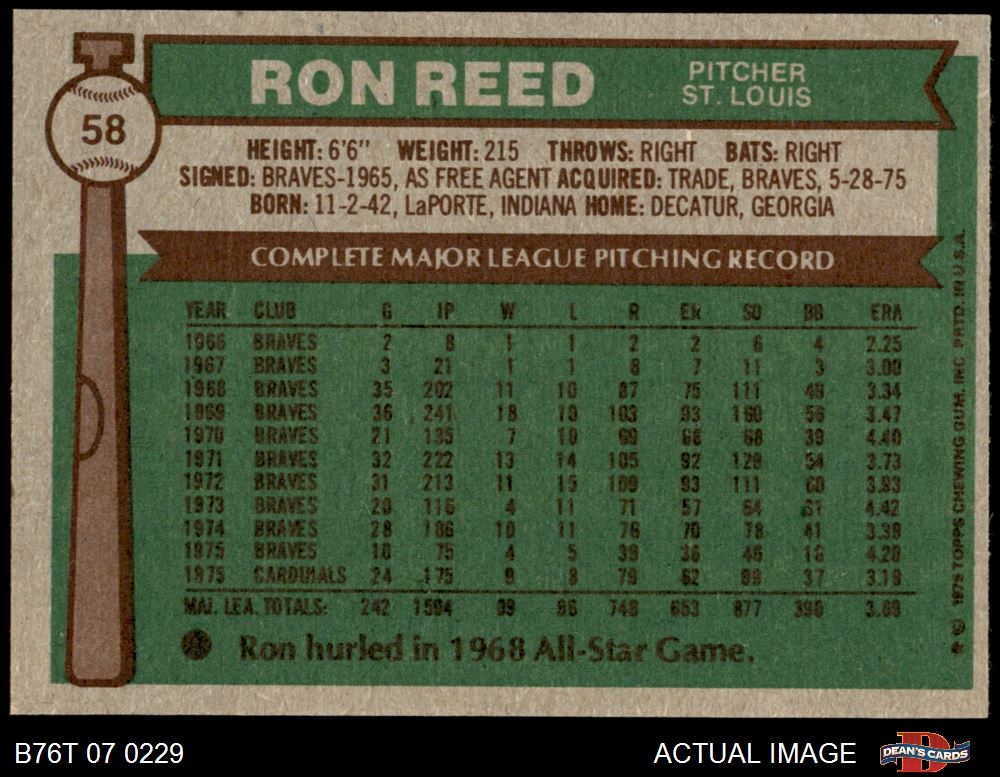 58
RON REED
PITCHER
ST. LOUIS
HEIGHT: 6'6" WEIGHT: 215 THROWS: RIGHT BATS: RIGHT
SIGNED: BRAVES-1965, AS FREE AGENT ACQUIRED: TRADE, BRAVES, 5-28-75
BORN: 11-2-42, LaPORTE, INDIANA HOME: DECATUR, GEORGIA
COMPLETE MAJOR LEAGUE PITCHING RECORD
YEAR CLUB G IP W L R ER SO BB ERA
1966 BRAVES 2 8 1 1 2 2 6 4 2.25
1967 BRAVES 3 21 1 1 8 7 11 3 3.00
1968 BRAVES 35 202 11 10 87 75 111 49 3.34
1969 BRAVES 36 241 18 10 103 93 160 56 3.47
1970 BRAVES 21 135 7 10 69 66 68 39 4.40
1971 BRAVES 32 222 13 14 105 92 129 54 3.73
1972 BRAVES 31 213 11 15 109 93 111 60 3.93
1973 BRAVES 20 116 4 11 71 57 64 31 4.42
1974 BRAVES 28 186 10 11 76 70 78 41 3.39
1975 BRAVES 10 75 4 5 39 36 40 16 4.20
1975 CARDINALS 24 175 9 8 79 62 99 37 3.19
MAJ. LEA. TOTALS: 242 1594 89 96 748 653 877 390 3.69
Ron hurled in 1968 All-Star Game.
© 1976 TOPPS CHEWING GUM, INC. PRTD. IN U.S.A.
B76T 07 0229
ACTUAL IMAGE
DEAN'S CARDS